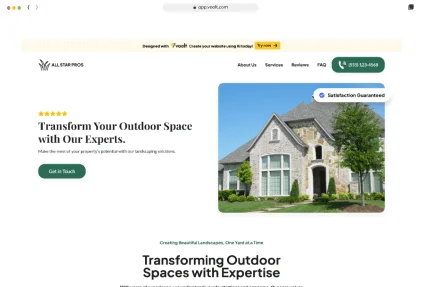 app.voolt.com
Designed with voolt Create your website using AI today! Try now →
ALL STAR PROS
About Us Services Reviews FAQ (555) 123-4568
Satisfaction Guaranteed
Transform Your Outdoor Space
with Our Experts.
Make the most of your property's potential with our landscaping solutions.
Get in Touch
Creating Beautiful Landscapes, One Yard at a Time
Transforming Outdoor
Spaces with Expertise